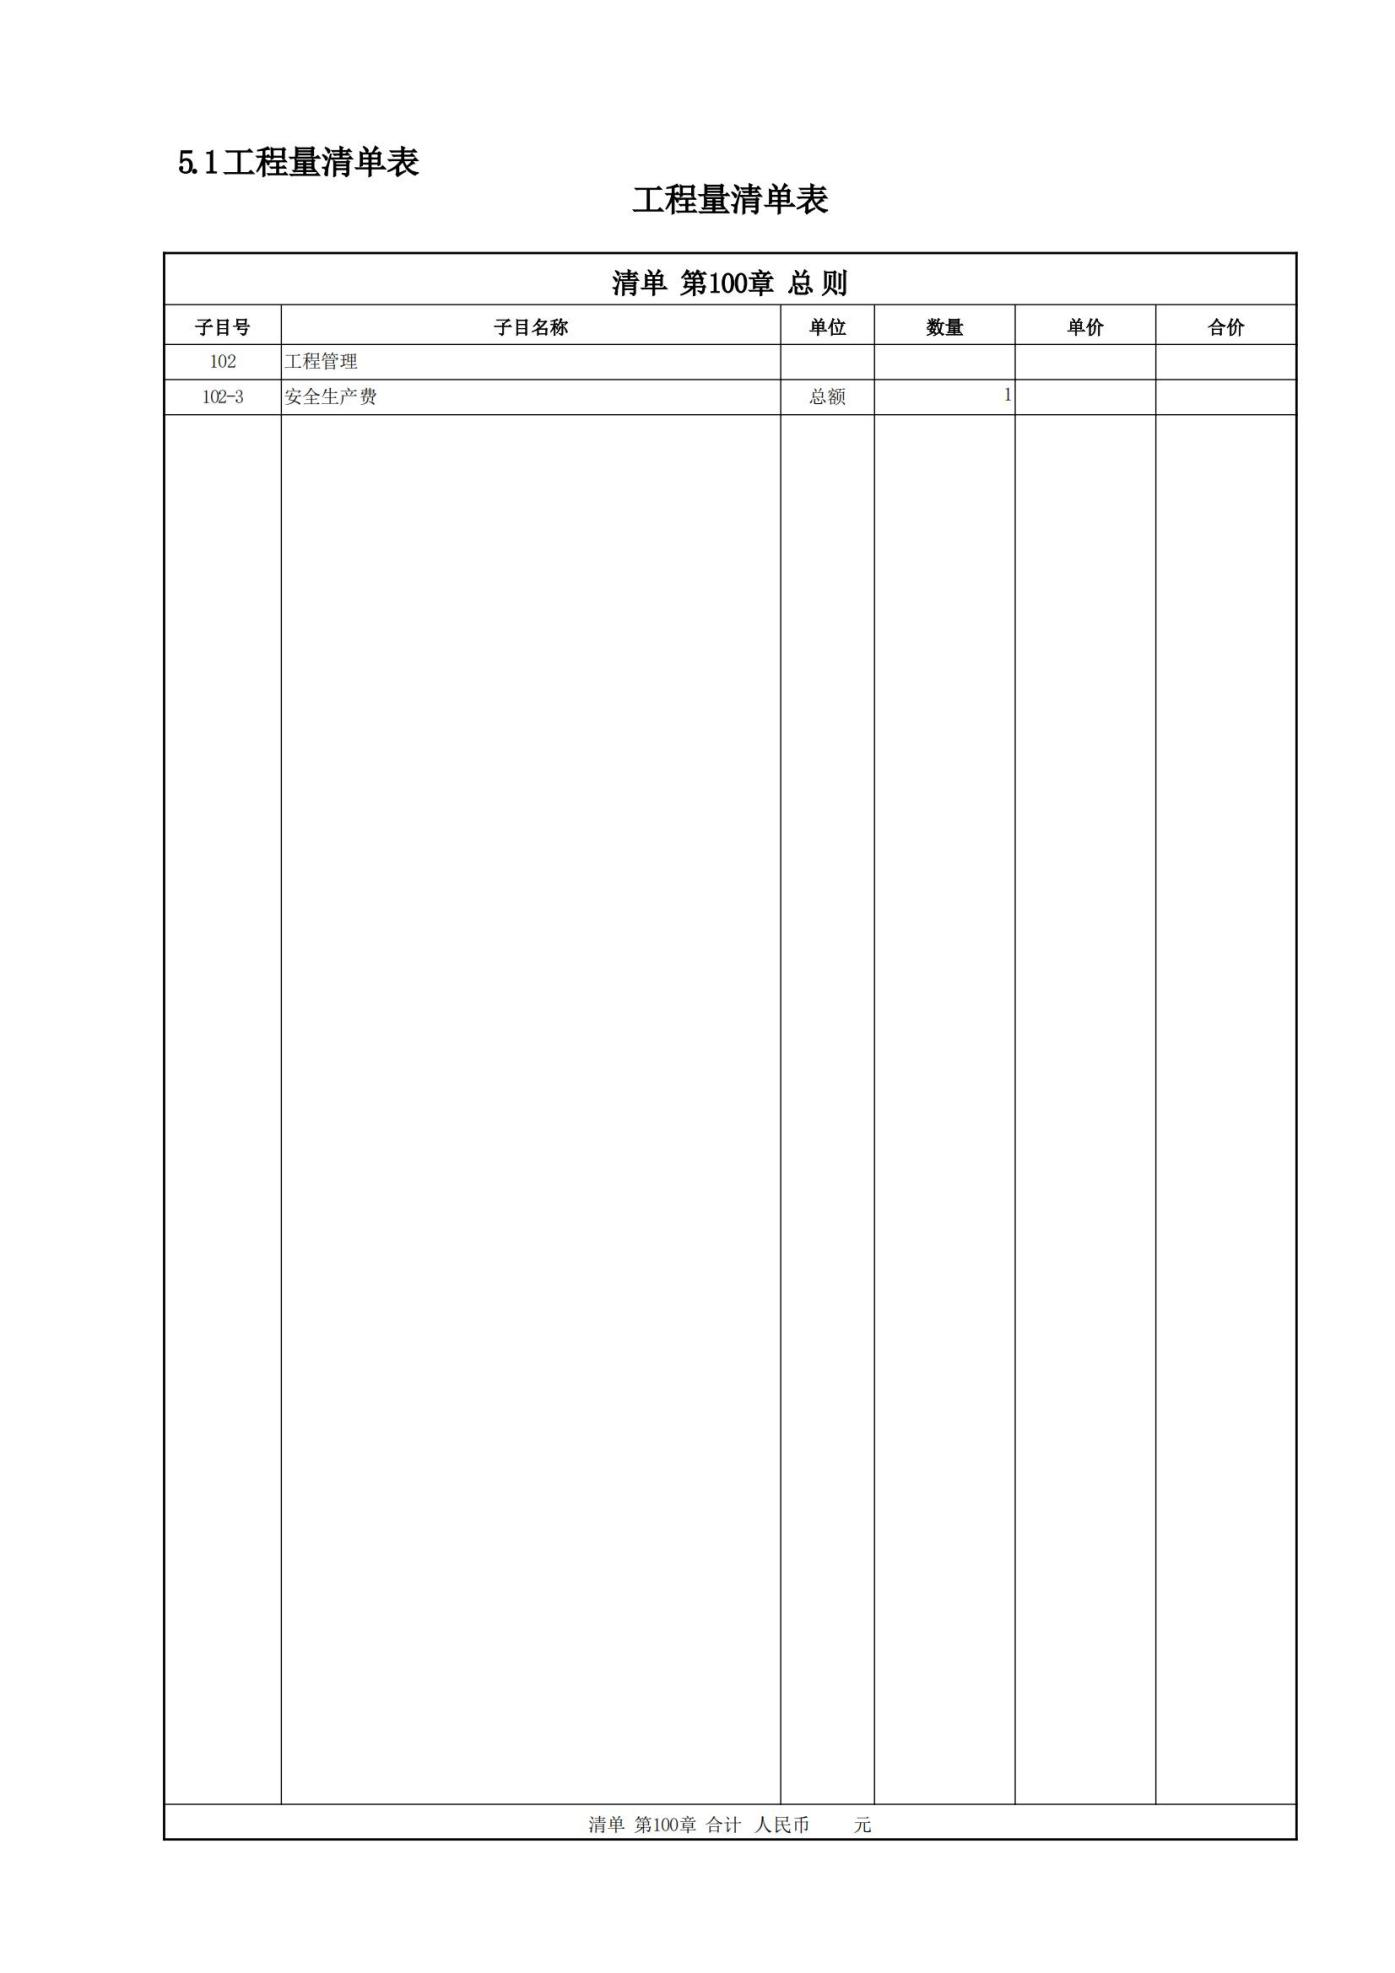 5.1工程量清单表
工程量清单表
清单 第100章 总 则
子目号 子目名称 单位 数量 单价 合价
102 工程管理
102-3 安全生产费 总额 1
清单 第100章 合计 人民币 元